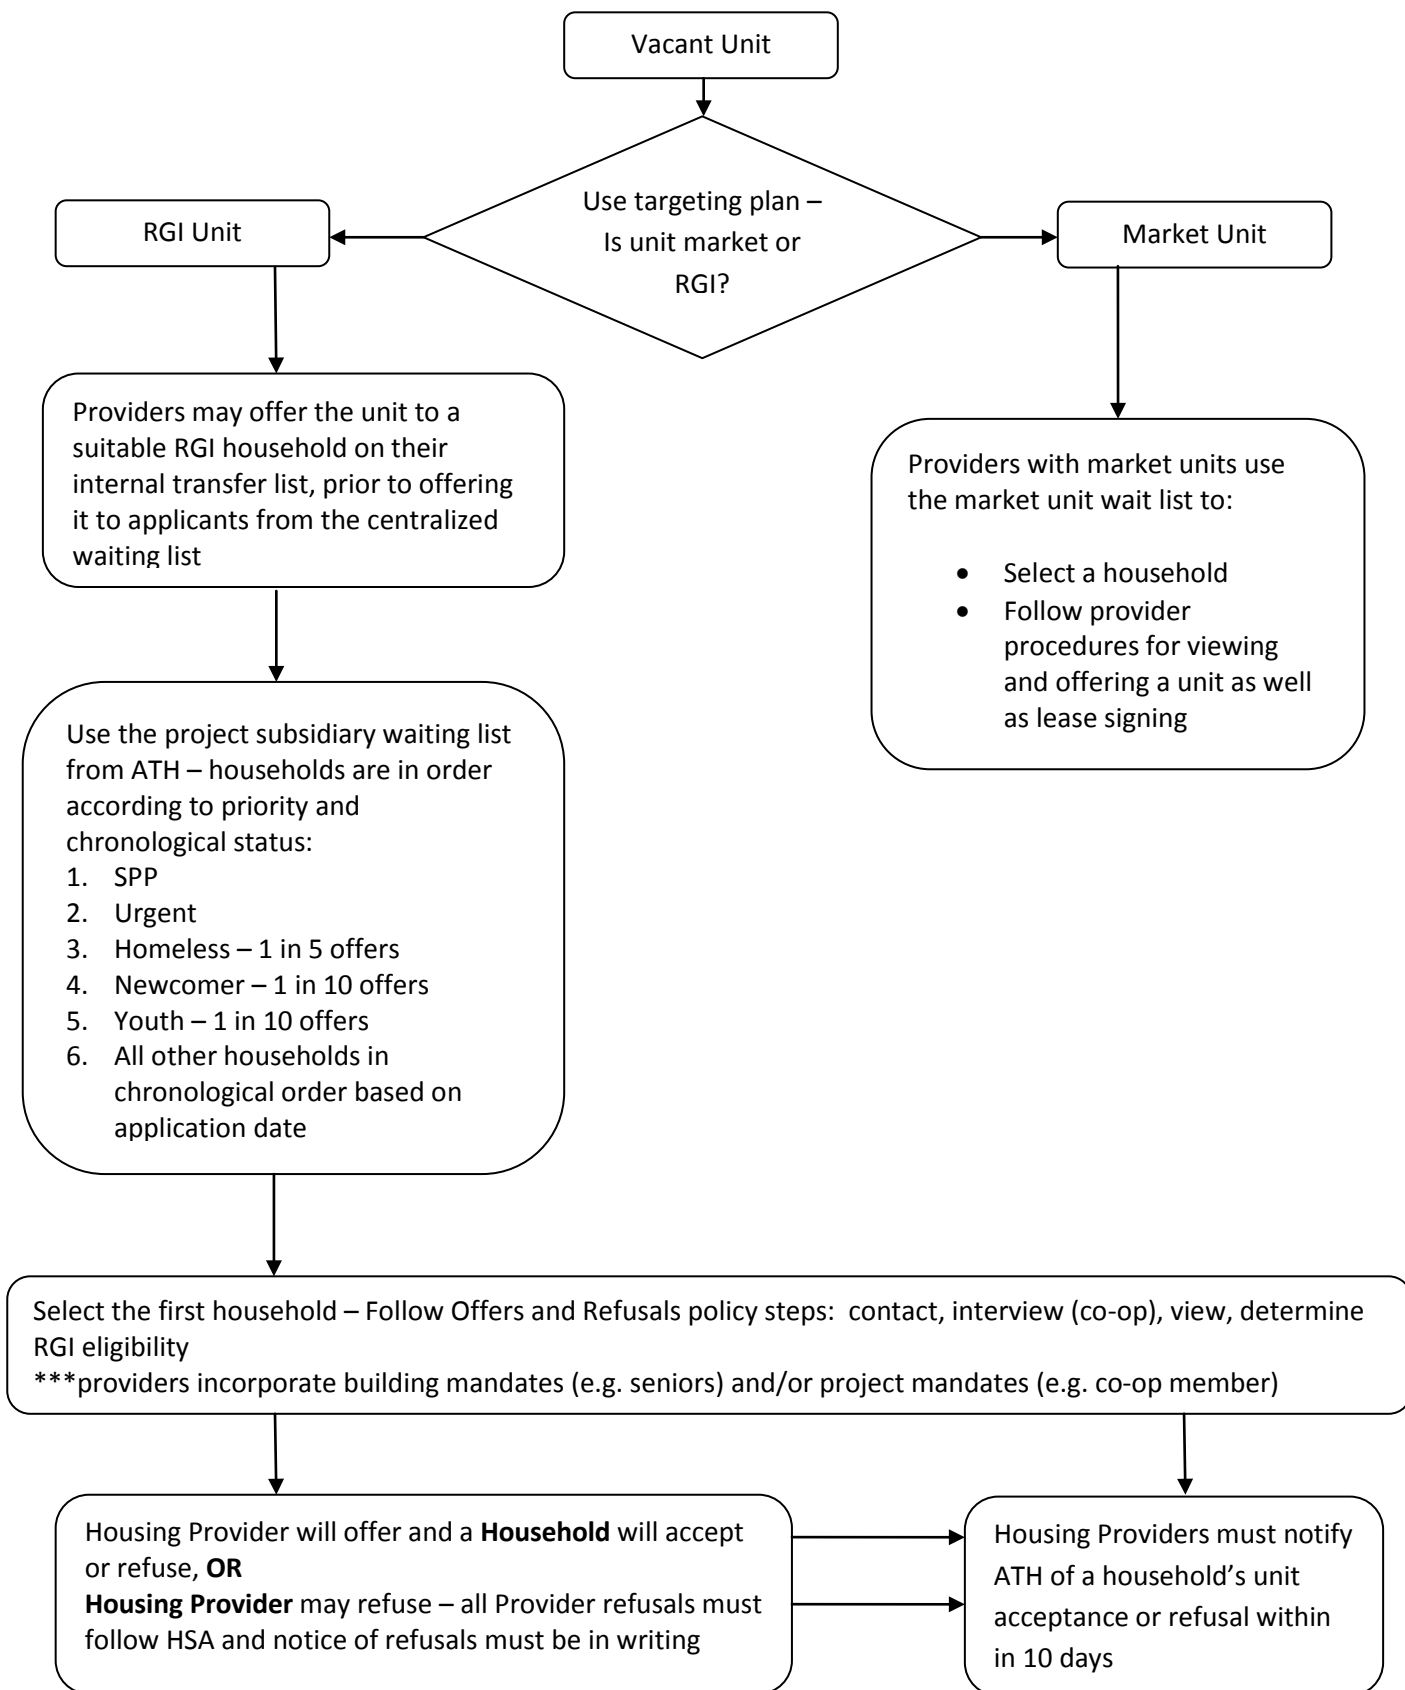 Vacant Unit
Use targeting plan –
Is unit market or
RGI?
RGI Unit
Market Unit
Providers may offer the unit to a
suitable RGI household on their
internal transfer list, prior to offering
it to applicants from the centralized
waiting list
Providers with market units use
the market unit wait list to:
• Select a household
• Follow provider
procedures for viewing
and offering a unit as well
as lease signing
Use the project subsidiary waiting list
from ATH – households are in order
according to priority and
chronological status:
1. SPP
2. Urgent
3. Homeless – 1 in 5 offers
4. Newcomer – 1 in 10 offers
5. Youth – 1 in 10 offers
6. All other households in
chronological order based on
application date
Select the first household – Follow Offers and Refusals policy steps: contact, interview (co-op), view, determine
RGI eligibility
***providers incorporate building mandates (e.g. seniors) and/or project mandates (e.g. co-op member)
Housing Provider will offer and a Household will accept
or refuse, OR
Housing Provider may refuse – all Provider refusals must
follow HSA and notice of refusals must be in writing
Housing Providers must notify
ATH of a household's unit
acceptance or refusal within
in 10 days